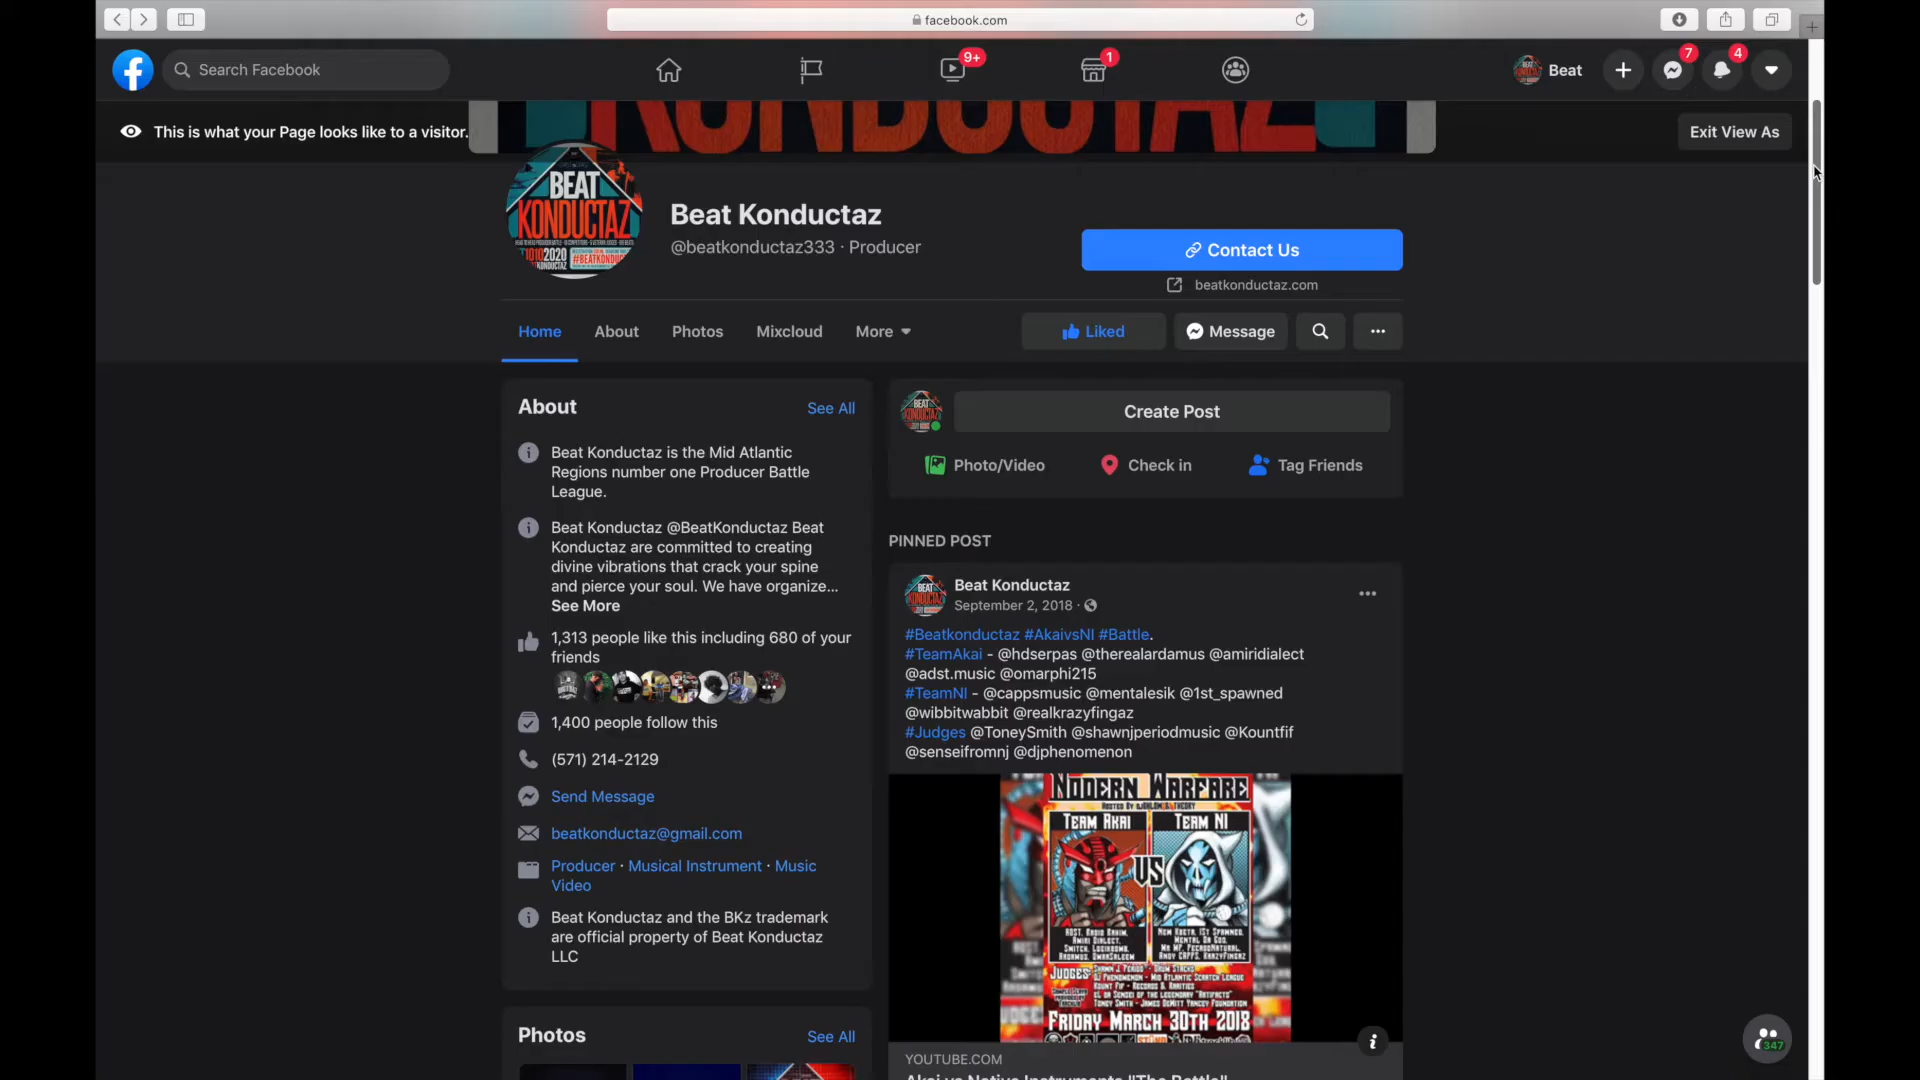 facebook.com
Search Facebook
9+
1
Beat
7
4
KONDUCTAZ
This is what your Page looks like to a visitor.
Exit View As
BEAT
KONDUCTAZ
10102020
KONDUCTAZ
Beat Konductaz
@beatkonductaz333 · Producer
Contact Us
beatkonductaz.com
Home
About
Photos
Mixcloud
More
Liked
Message
About
See All
Beat Konductaz is the Mid Atlantic
Regions number one Producer Battle
League.
Beat Konductaz @BeatKonductaz Beat
Konductaz are committed to creating
divine vibrations that crack your spine
and pierce your soul. We have organize...
See More
1,313 people like this including 680 of your
friends
1,400 people follow this
(571) 214-2129
Send Message
beatkonductaz@gmail.com
Producer · Musical Instrument · Music
Video
Beat Konductaz and the BKz trademark
are official property of Beat Konductaz
LLC
Photos
See All
Create Post
Photo/Video
Check in
Tag Friends
PINNED POST
Beat Konductaz
September 2, 2018 ·
#Beatkonductaz #AkaivsNI #Battle.
#TeamAkai - @hdserpas @therealardamus @amiridialect
@adst.music @omarphi215
#TeamNI - @cappsmusic @mentalesik @1st_spawned
@wibbitwabbit @realkrazyfingaz
#Judges @ToneySmith @shawnjperiodmusic @Kountfif
@senseifromnj @djphenomenon
MODERN WARFARE
TEAM AKAI
VS
TEAM NI
JUDGES
FRIDAY MARCH 30TH 2018
YOUTUBE.COM
Akai vs Native Instruments "The Battle"
347